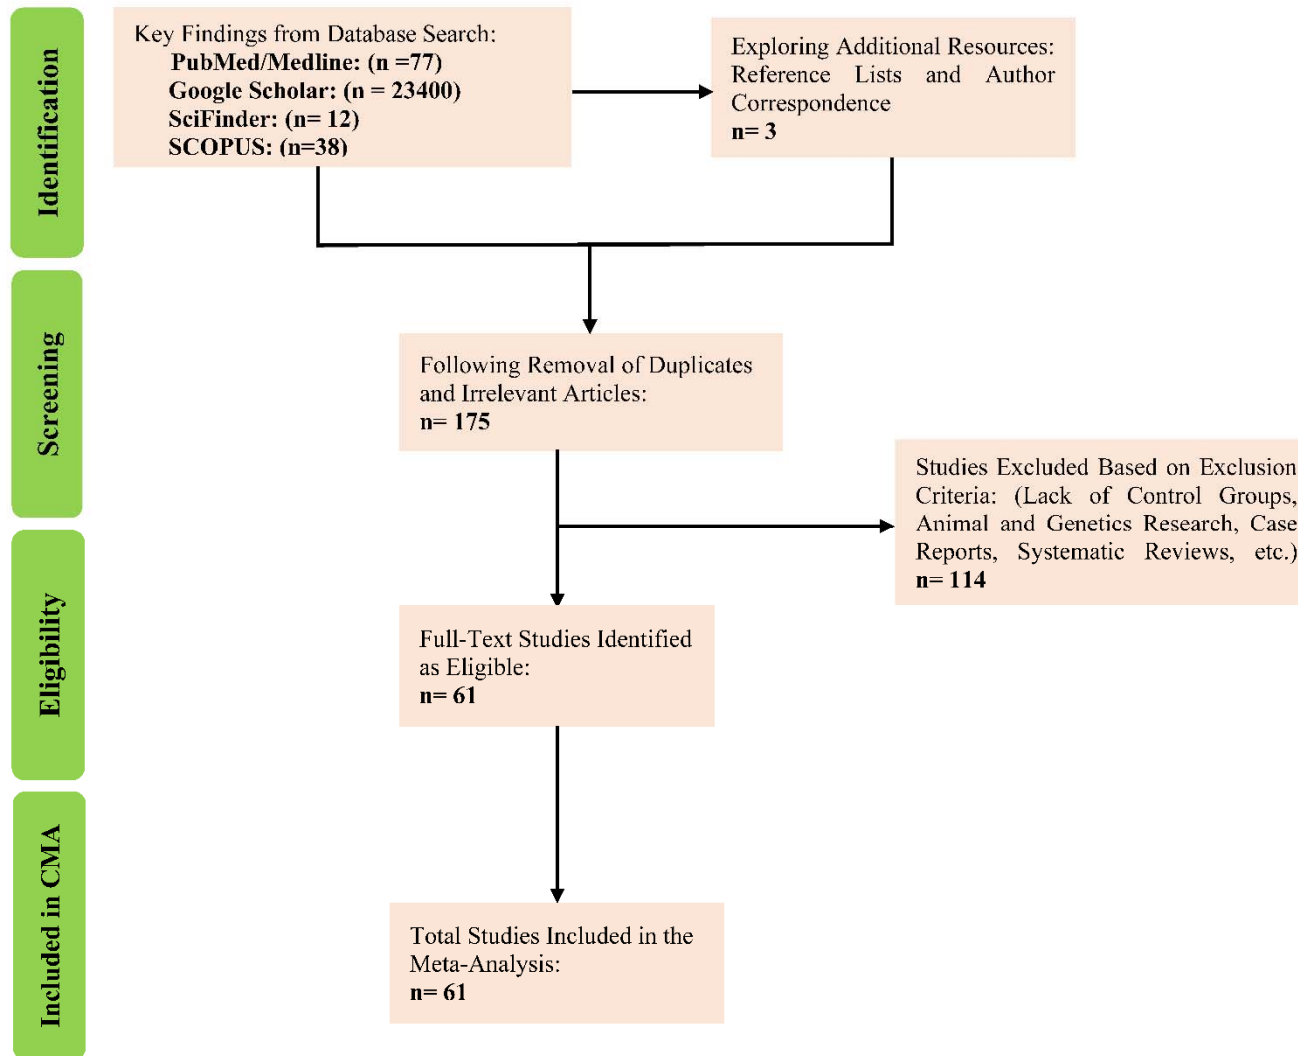 Identification
Key Findings from Database Search:
PubMed/Medline: (n =77)
Google Scholar: (n = 23400)
SciFinder: (n= 12)
SCOPUS: (n=38)
Exploring Additional Resources:
Reference Lists and Author
Correspondence
n= 3
Screening
Following Removal of Duplicates
and Irrelevant Articles:
n= 175
Studies Excluded Based on Exclusion
Criteria: (Lack of Control Groups,
Animal and Genetics Research, Case
Reports, Systematic Reviews, etc.)
n= 114
Eligibility
Full-Text Studies Identified
as Eligible:
n= 61
Included in CMA
Total Studies Included in the
Meta-Analysis:
n= 61